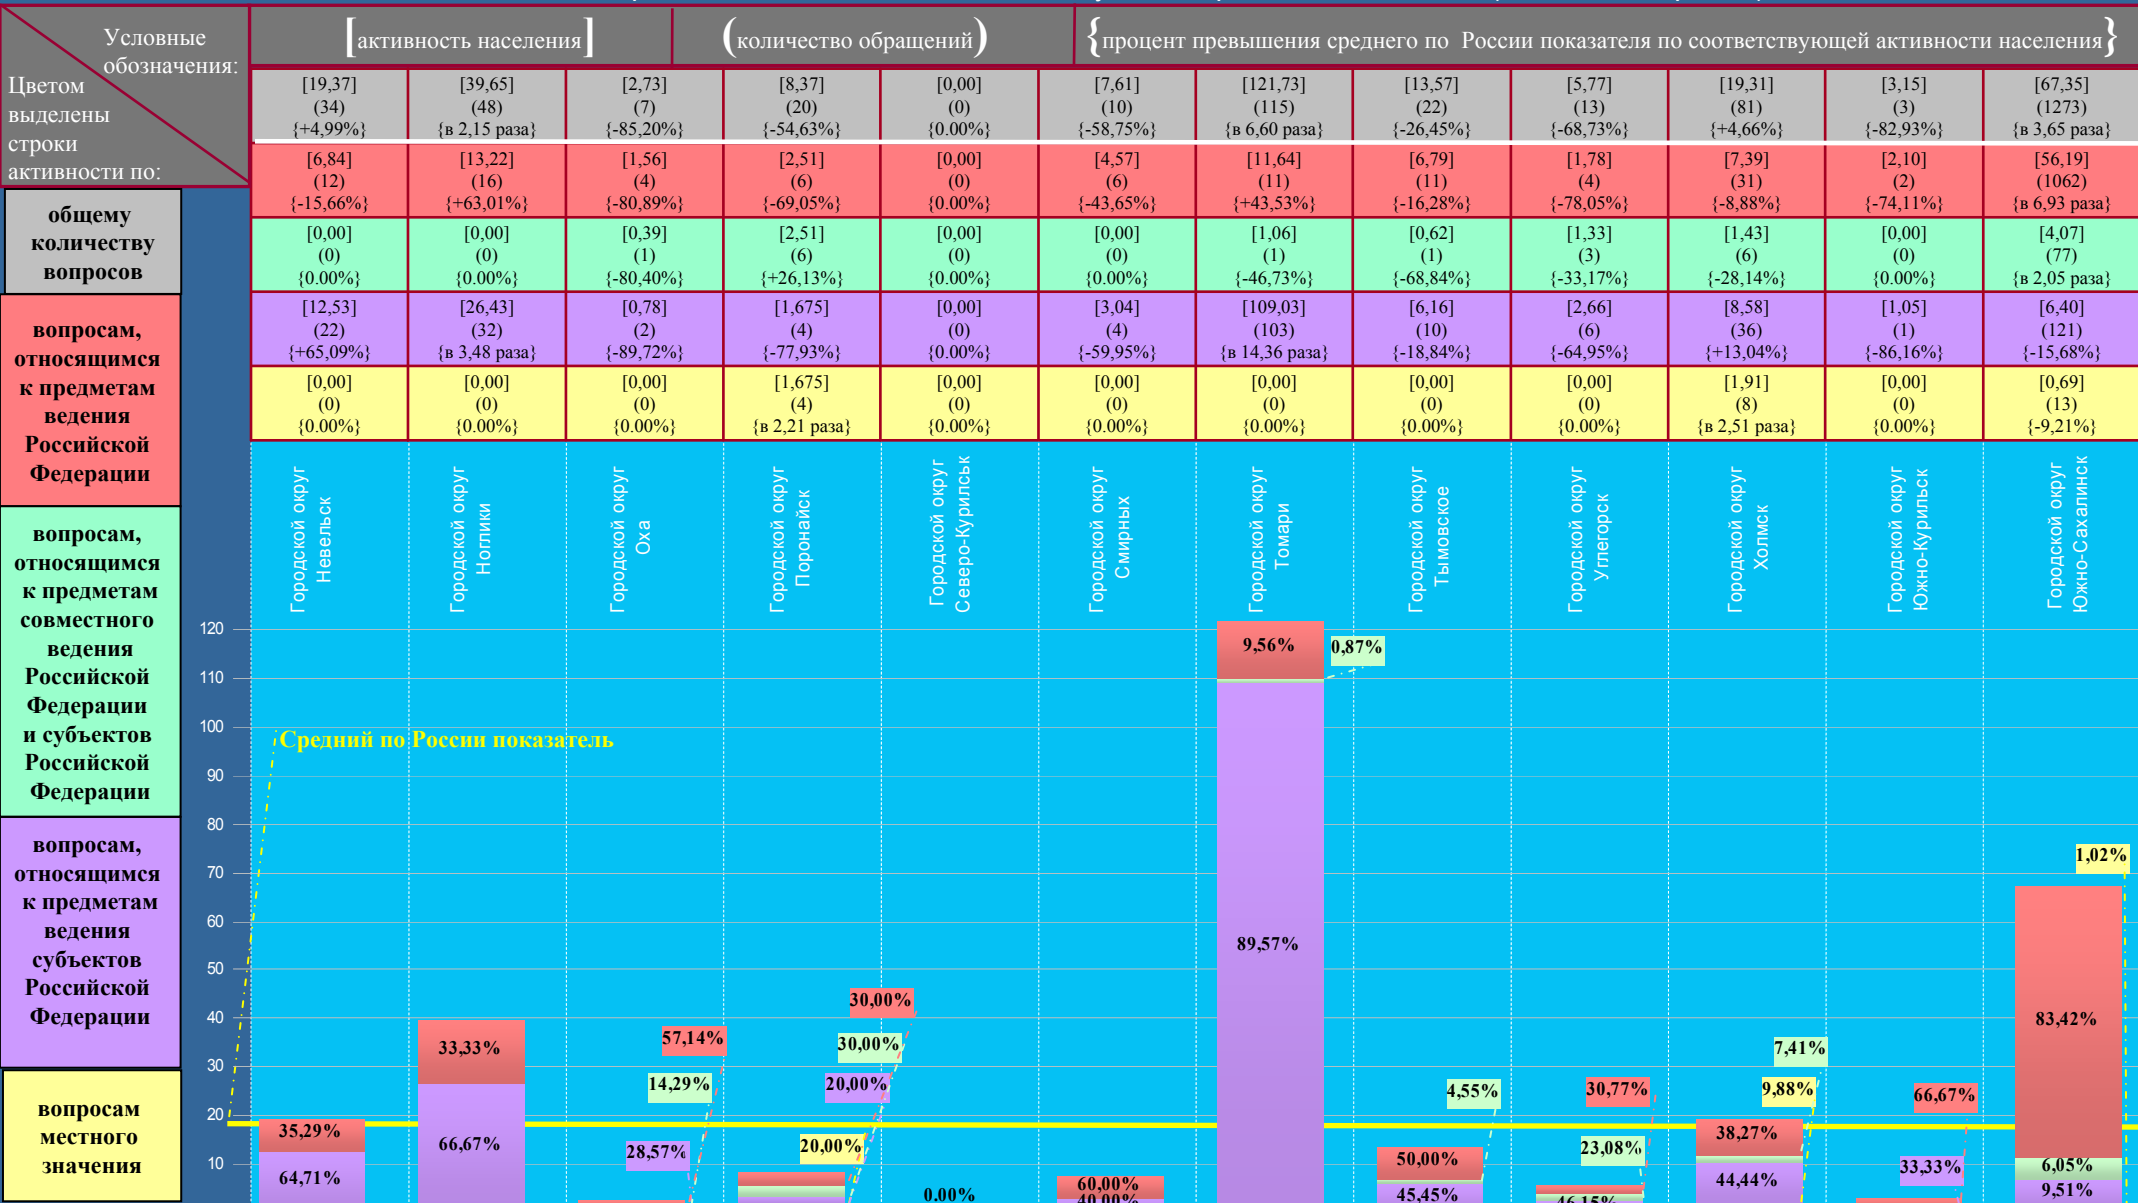 Условные
обозначения:
Цветом
выделены
строки
активности по:
[активность населения]
(количество обращений)
{процент превышения среднего по России показателя по соответствующей активности населения}
[19,37] [39,65] [2,73] [8,37] [0,00] [7,61] [121,73] [13,57] [5,77] [19,31] [3,15] [67,35]
(34) (48) (7) (20) (0) (10) (115) (22) (13) (81) (3) (1273)
{+4,99%} {в 2,15 раза} {-85,20%} {-54,63%} {0.00%} {-58,75%} {в 6,60 раза} {-26,45%} {-68,73%} {+4,66%} {-82,93%} {в 3,65 раза}
[6,84] [13,22] [1,56] [2,51] [0,00] [4,57] [11,64] [6,79] [1,78] [7,39] [2,10] [56,19]
(12) (16) (4) (6) (0) (6) (11) (11) (4) (31) (2) (1062)
{-15,66%} {+63,01%} {-80,89%} {-69,05%} {0.00%} {-43,65%} {+43,53%} {-16,28%} {-78,05%} {-8,88%} {-74,11%} {в 6,93 раза}
[0,00] [0,00] [0,39] [2,51] [0,00] [0,00] [1,06] [0,62] [1,33] [1,43] [0,00] [4,07]
(0) (0) (1) (6) (0) (0) (1) (1) (3) (6) (0) (77)
{0.00%} {0.00%} {-80,40%} {+26,13%} {0.00%} {0.00%} {-46,73%} {-68,84%} {-33,17%} {-28,14%} {0.00%} {в 2,05 раза}
[12,53] [26,43] [0,78] [1,675] [0,00] [3,04] [109,03] [6,16] [2,66] [8,58] [1,05] [6,40]
(22) (32) (2) (4) (0) (4) (103) (10) (6) (36) (1) (121)
{+65,09%} {в 3,48 раза} {-89,72%} {-77,93%} {0.00%} {-59,95%} {в 14,36 раза} {-18,84%} {-64,95%} {+13,04%} {-86,16%} {-15,68%}
[0,00] [0,00] [0,00] [1,675] [0,00] [0,00] [0,00] [0,00] [0,00] [1,91] [0,00] [0,69]
(0) (0) (0) (4) (0) (0) (0) (0) (0) (8) (0) (13)
{0.00%} {0.00%} {0.00%} {в 2,21 раза} {0.00%} {0.00%} {0.00%} {0.00%} {0.00%} {в 2,51 раза} {0.00%} {-9,21%}
общему
количеству
вопросов
вопросам,
относящимся
к предметам
ведения
Российской
Федерации
вопросам,
относящимся
к предметам
совместного
ведения
Российской
Федерации
и субъектов
Российской
Федерации
вопросам,
относящимся
к предметам
ведения
субъектов
Российской
Федерации
вопросам
местного
значения
Городской округ
Невельск
Городской округ
Ноглики
Городской округ
Оха
Городской округ
Поронайск
Городской округ
Северо-Курилськ
Городской округ
Смирных
Городской округ
Томари
Городской округ
Тымовское
Городской округ
Углегорск
Городской округ
Холмск
Городской округ
Южно-Курильск
Городской округ
Южно-Сахалинск
120
110
100
90
80
70
60
50
40
30
20
10
Средний по России показатель
35,29%
64,71%
33,33%
66,67%
57,14%
14,29%
28,57%
30,00%
30,00%
20,00%
20,00%
0.00%
60,00%
40,00%
9,56%
0,87%
89,57%
4,55%
50,00%
45,45%
30,77%
23,08%
46,15%
7,41%
9,88%
38,27%
44,44%
66,67%
33,33%
1,02%
83,42%
6,05%
9,51%